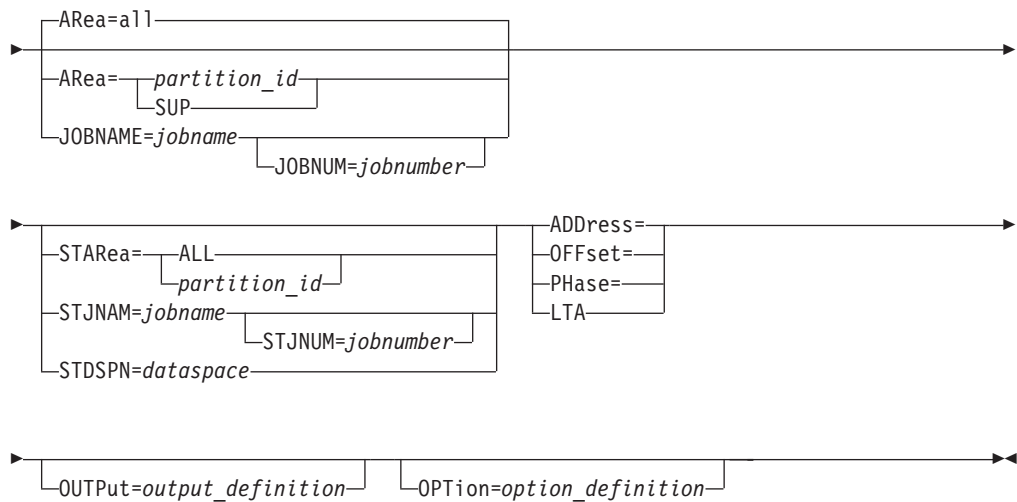 ARea=all
ARea= partition_id
SUP
JOBNAME=jobname
JOBNUM=jobnumber
STARea= ALL
partition_id
STJNAM=jobname
STJNUM=jobnumber
STDSPN=dataspace
ADDress=
OFFset=
PHase=
LTA
OUTPut=output_definition
OPTion=option_definition